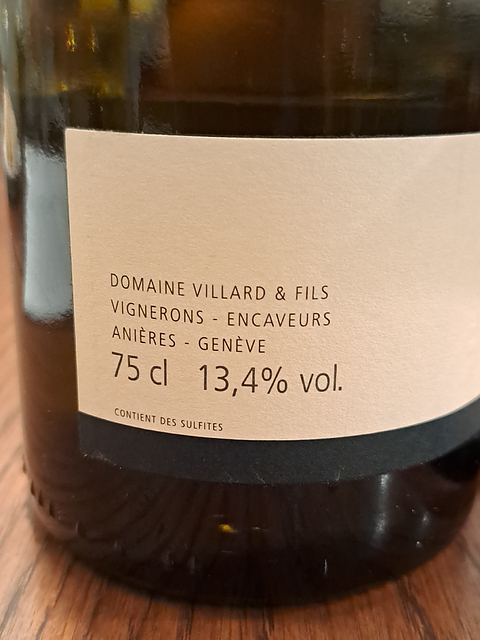 DOMAINE VILLARD & FILS
VIGNERONS - ENCAVEURS
ANIÈRES - GENÈVE
75 cl 13,4% vol.
CONTIENT DES SULFITES